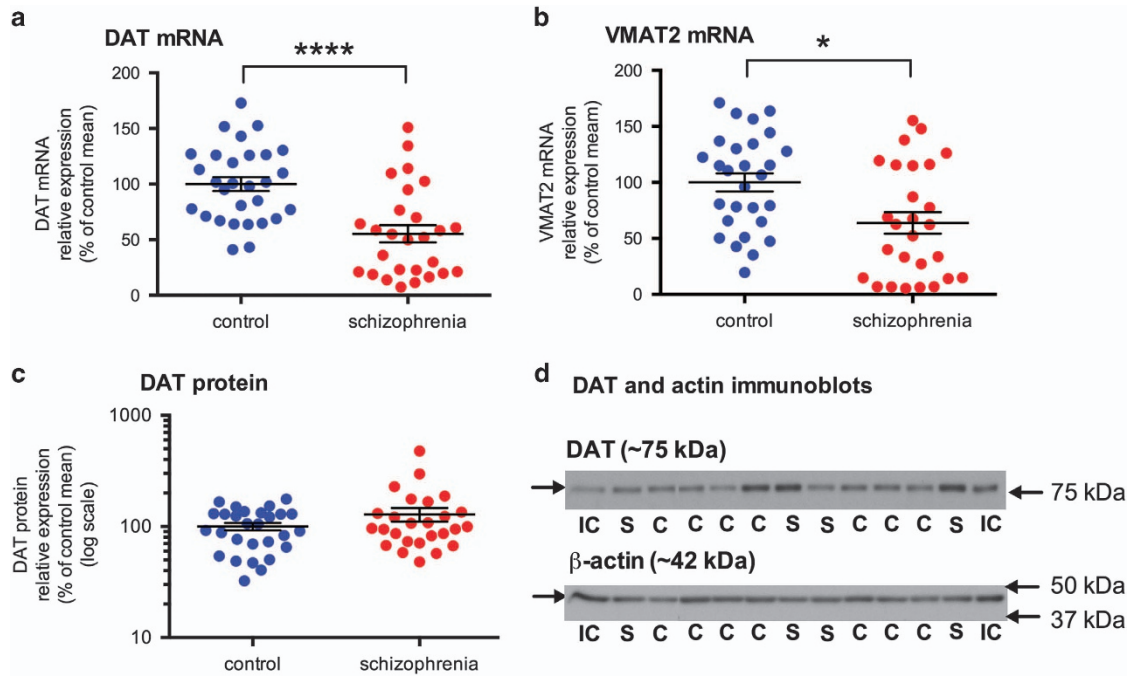 a
DAT mRNA
****
DAT mRNA
relative expression
(% of control mean)
200
150
100
50
0
control
schizophrenia
b
VMAT2 mRNA
*
VMAT2 mRNA
relative expression
(% of control meam)
200
150
100
50
0
control
schizophrenia
c
DAT protein
DAT protein
relative expression
(% of control mean)
(log scale)
1000
100
10
control
schizophrenia
d
DAT and actin immunoblots
DAT (~75 kDa)
75 kDa
IC S C C C C S S C C C S IC
β-actin (~42 kDa)
50 kDa
37 kDa
IC S C C C C S S C C C S IC